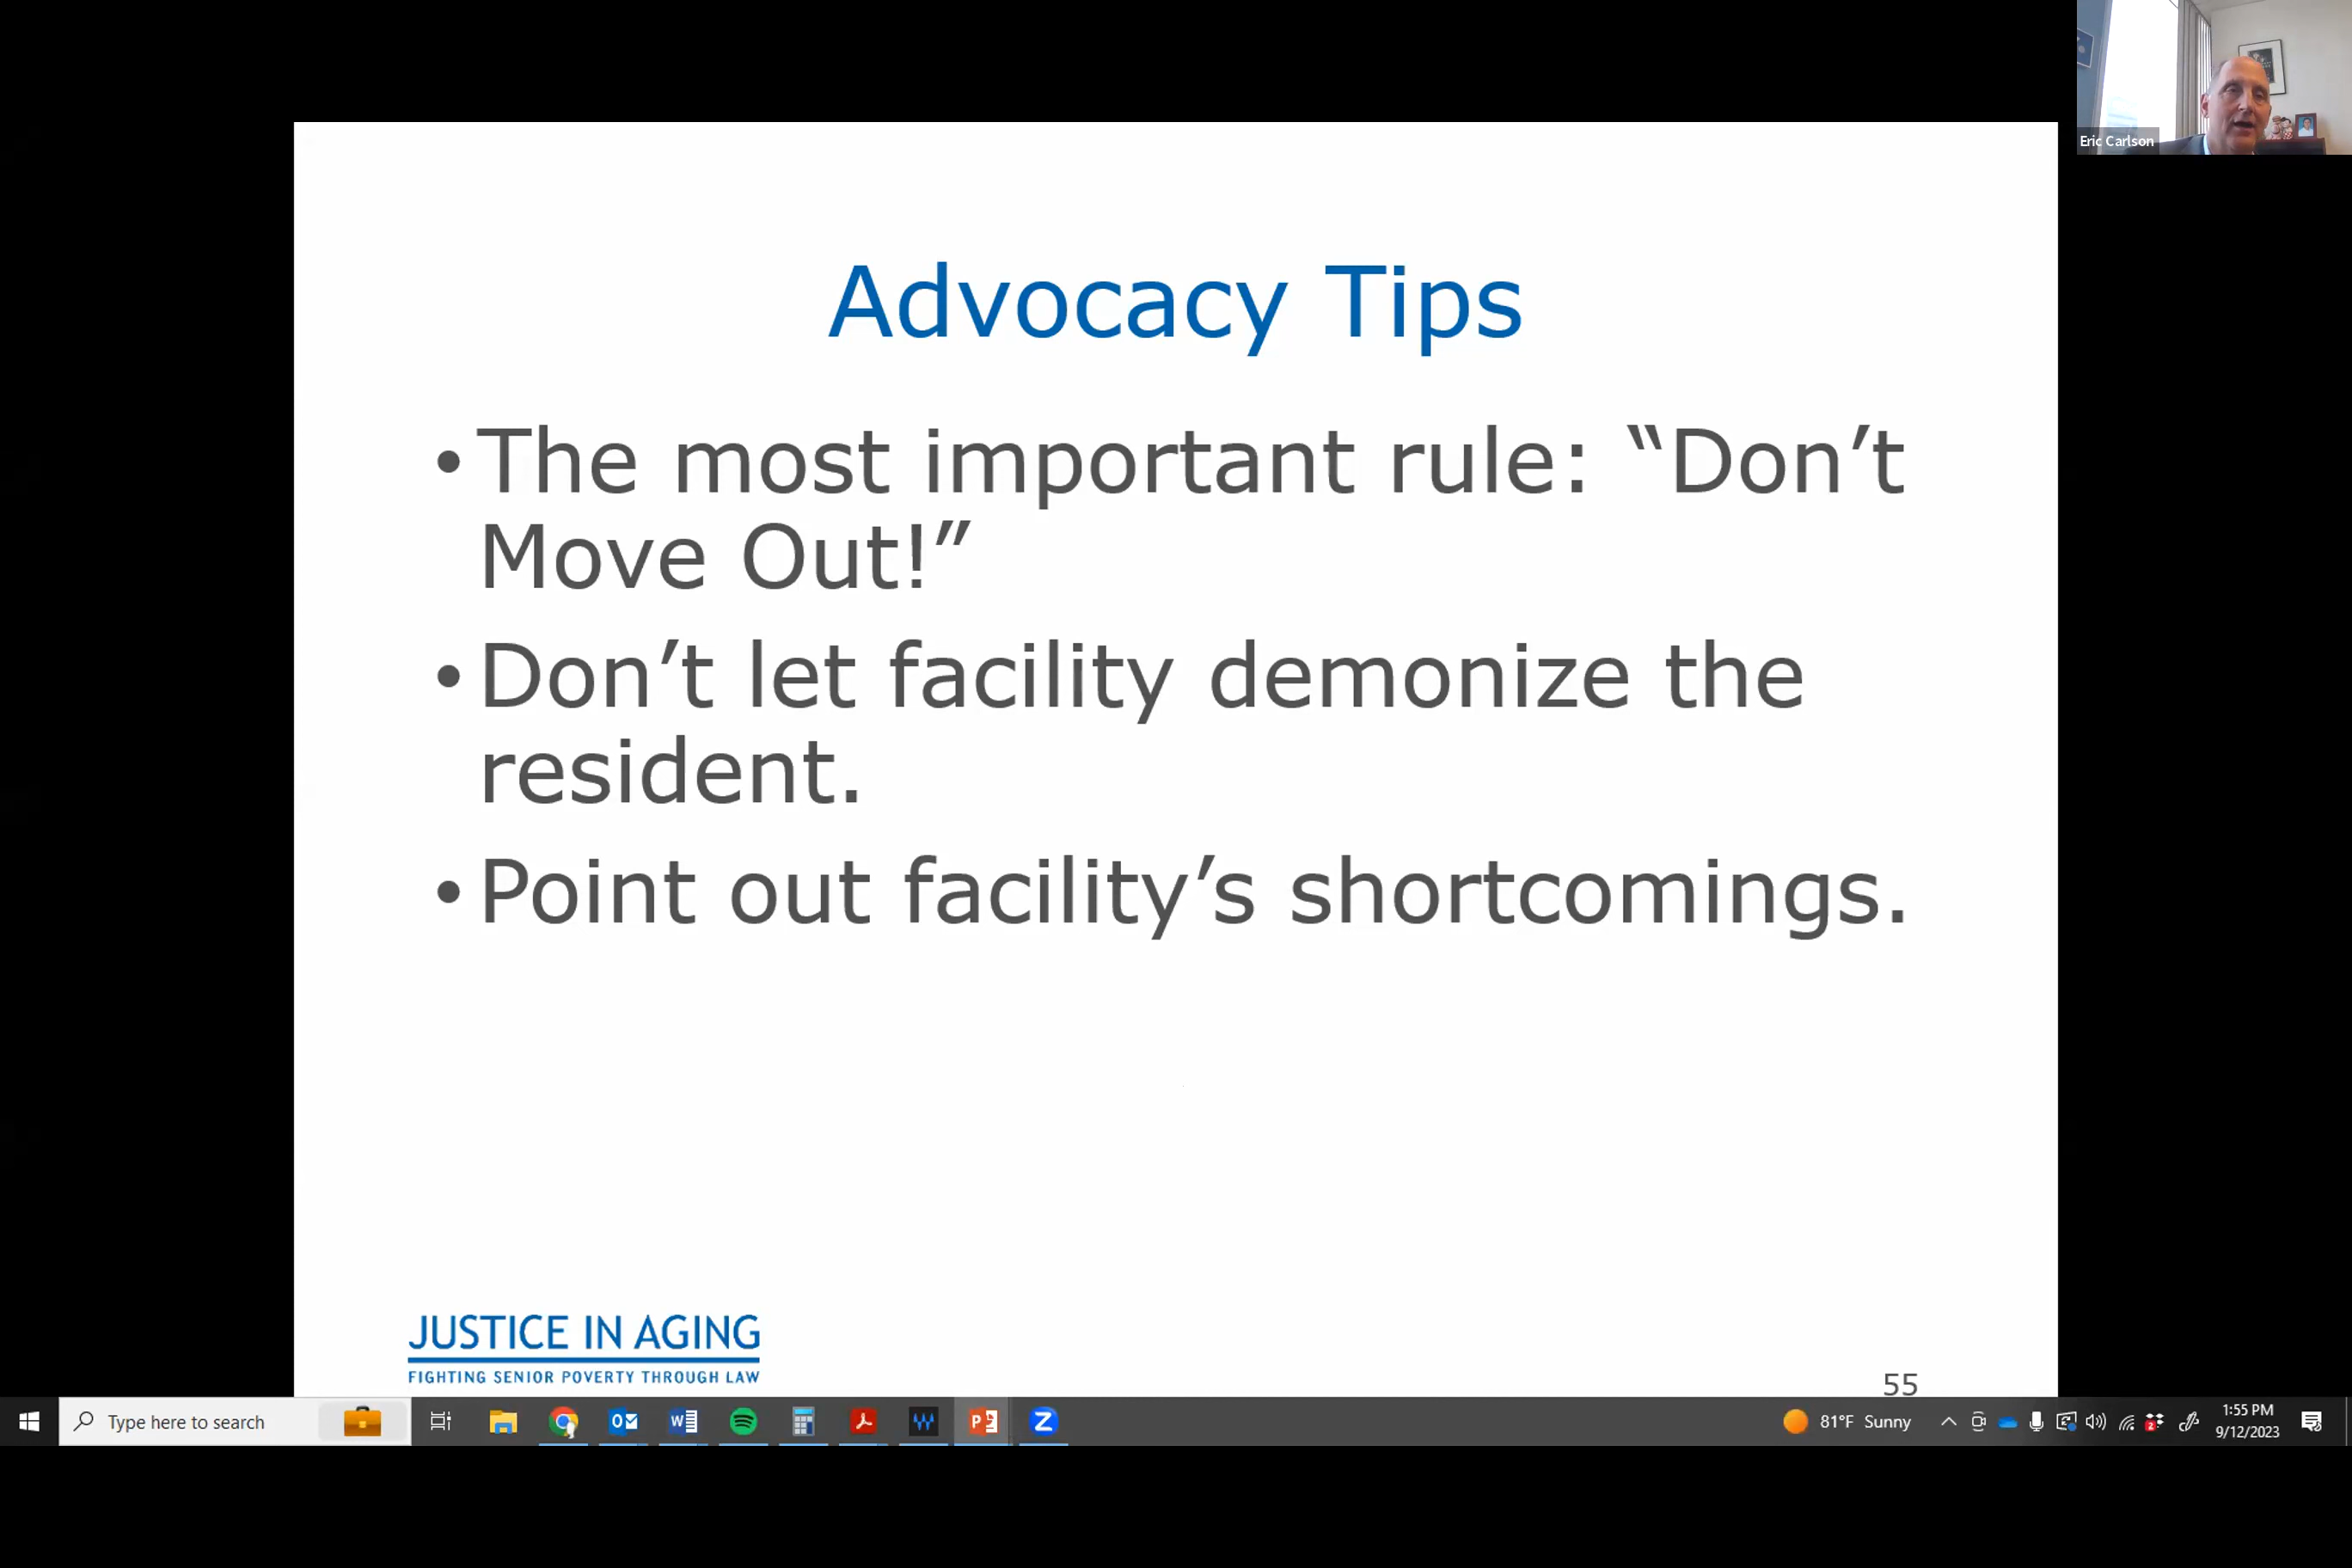 Eric Carlson
Advocacy Tips
•The most important rule: “Don’t
Move Out!”
•Don’t let facility demonize the
resident.
•Point out facility’s shortcomings.
JUSTICE IN AGING
FIGHTING SENIOR POVERTY THROUGH LAW
55
Type here to search
81°F Sunny
1:55 PM
9/12/2023